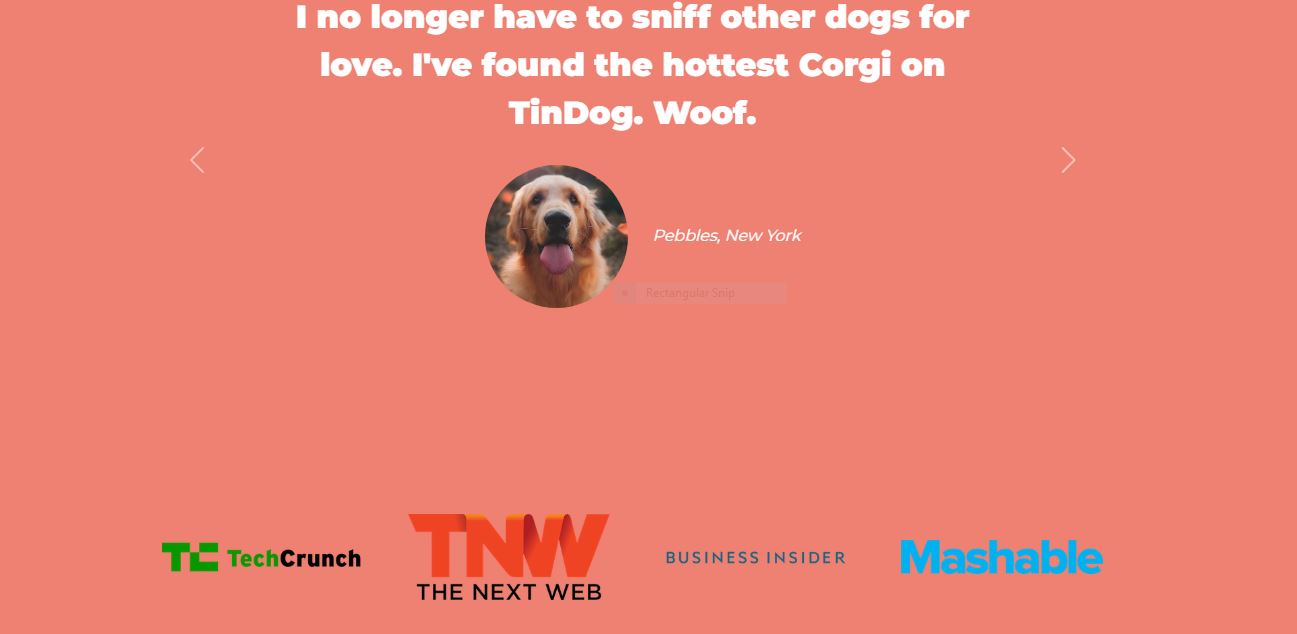 I no longer have to sniff other dogs for
love. I've found the hottest Corgi on
TinDog. Woof.
Pebbles, New York
Rectangular Snip
TC TechCrunch
TNW
THE NEXT WEB
BUSINESS INSIDER
Mashable